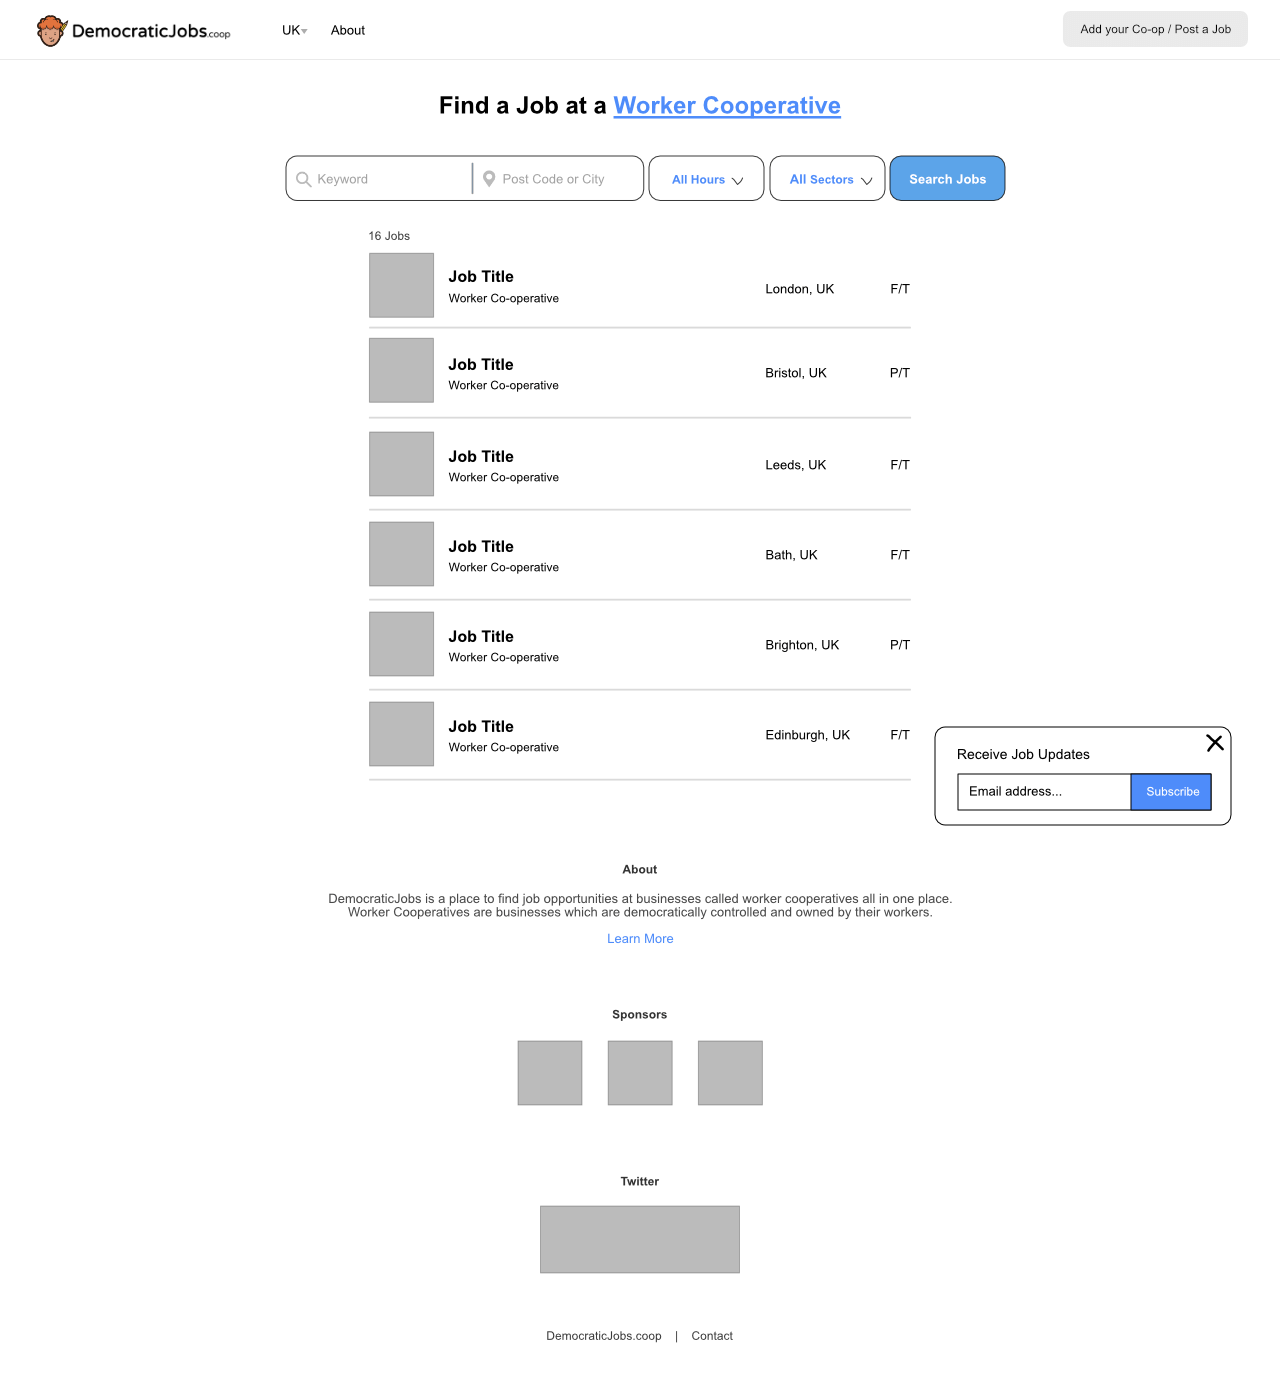 DemocraticJobs.coop
UK
About
Add your Co-op / Post a Job
Find a Job at a Worker Cooperative
Keyword
Post Code or City
All Hours
All Sectors
Search Jobs
16 Jobs
Job Title
Worker Co-operative
London, UK
F/T
Job Title
Worker Co-operative
Bristol, UK
P/T
Job Title
Worker Co-operative
Leeds, UK
F/T
Job Title
Worker Co-operative
Bath, UK
F/T
Job Title
Worker Co-operative
Brighton, UK
P/T
Job Title
Worker Co-operative
Edinburgh, UK
F/T
Receive Job Updates
Email address...
Subscribe
About
DemocraticJobs is a place to find job opportunities at businesses called worker cooperatives all in one place.
Worker Cooperatives are businesses which are democratically controlled and owned by their workers.
Learn More
Sponsors
Twitter
DemocraticJobs.coop | Contact